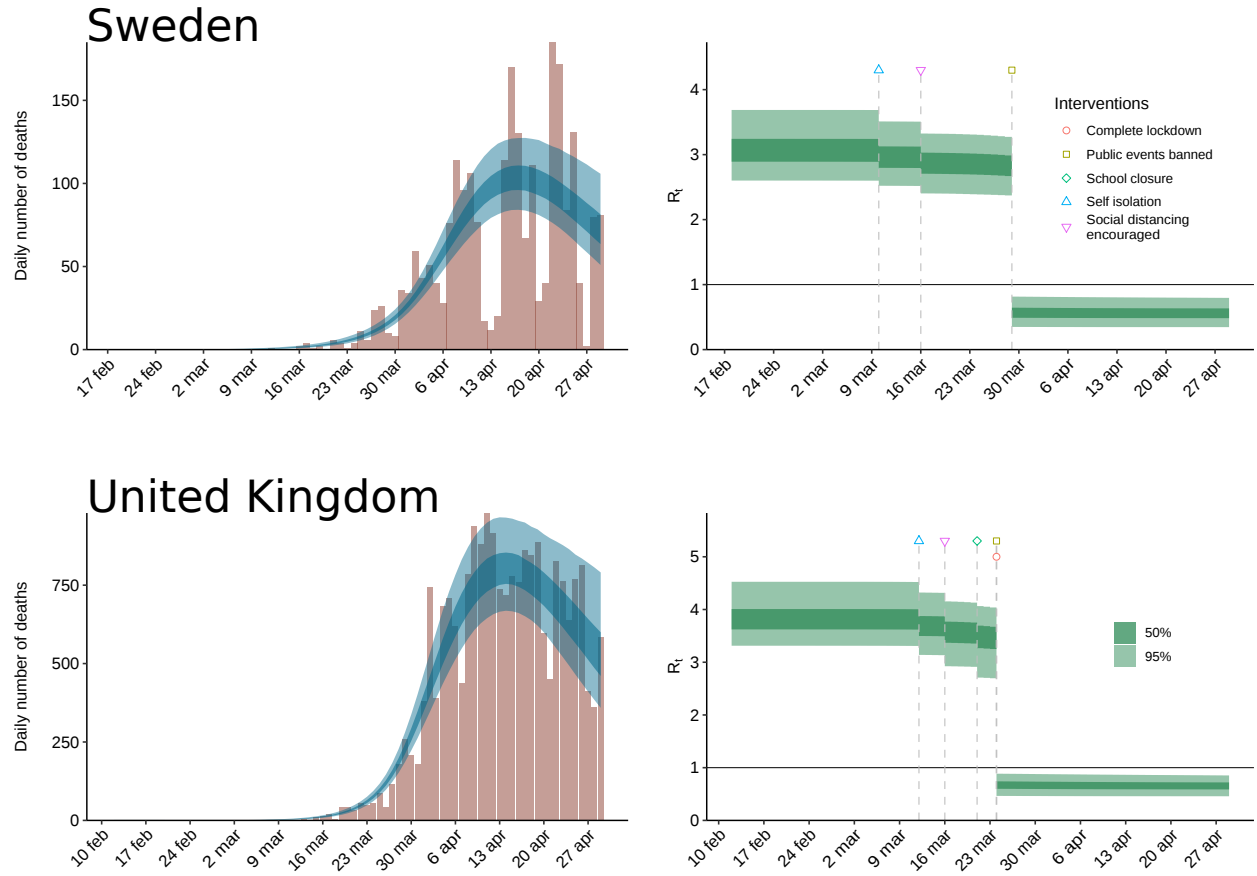 Sweden
Daily number of deaths
150
100
50
0
17 feb
24 feb
2 mar
9 mar
16 mar
23 mar
30 mar
6 apr
13 apr
20 apr
27 apr
Rt
4
3
2
1
0
17 feb
24 feb
2 mar
9 mar
16 mar
23 mar
30 mar
6 apr
13 apr
20 apr
27 apr
Interventions
Complete lockdown
Public events banned
School closure
Self isolation
Social distancing
encouraged
United Kingdom
Daily number of deaths
750
500
250
0
10 feb
17 feb
24 feb
2 mar
9 mar
16 mar
23 mar
30 mar
6 apr
13 apr
20 apr
27 apr
Rt
5
4
3
2
1
0
10 feb
17 feb
24 feb
2 mar
9 mar
16 mar
23 mar
30 mar
6 apr
13 apr
20 apr
27 apr
50%
95%